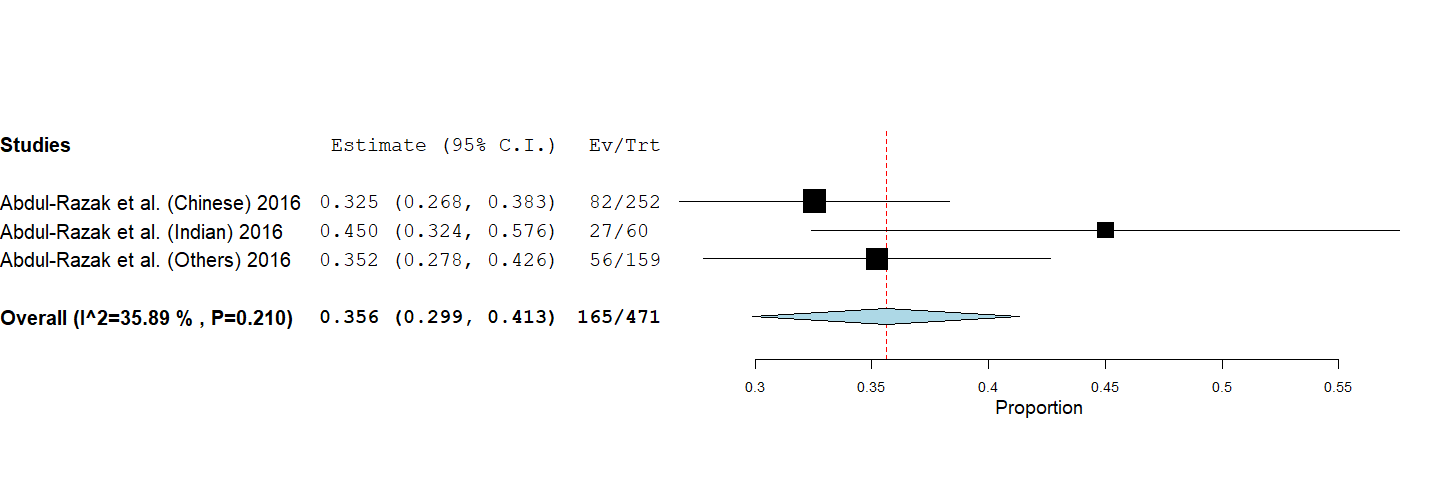 Studies Estimate (95% C.I.) Ev/Trt
Abdul-Razak et al. (Chinese) 2016 0.325 (0.268, 0.383) 82/252
Abdul-Razak et al. (Indian) 2016 0.450 (0.324, 0.576) 27/60
Abdul-Razak et al. (Others) 2016 0.352 (0.278, 0.426) 56/159
Overall (I^2=35.89 % , P=0.210) 0.356 (0.299, 0.413) 165/471
0.3 0.35 0.4 0.45 0.5 0.55
Proportion